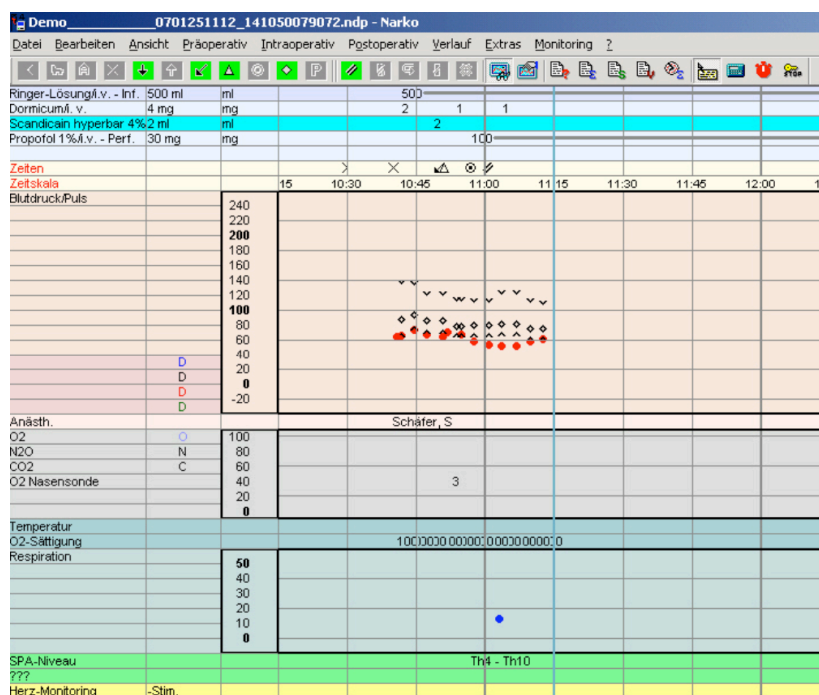 Demo__________0701251112_141050079072.ndp - Narko
Datei Bearbeiten Ansicht Präoperativ Intraoperativ Postoperativ Verlauf Extras Monitoring ?
Ringer-Lösung/i.v. - Inf. 500 ml ml 500
Dormicum/i. v. 4 mg mg 2 1 1
Scandicain hyperbar 4% 2 ml ml 2
Propofol 1%/i.v. - Perf. 30 mg mg 100
Zeiten
Zeitskala 15 10:30 10:45 11:00 11:15 11:30 11:45 12:00 1
Blutdruck/Puls
240
220
200
180
160
140
120
100
80
60
40
D 20
D 0
D -20
D
Anästh. Schäfer, S
O2 O 100
N2O N 80
CO2 C 60
O2 Nasensonde 40 3
20
0
Temperatur
O2-Sättigung
Respiration
50
40
30
20
10
0
SPA-Niveau Th4 - Th10
???
Herz-Monitoring -Stim.